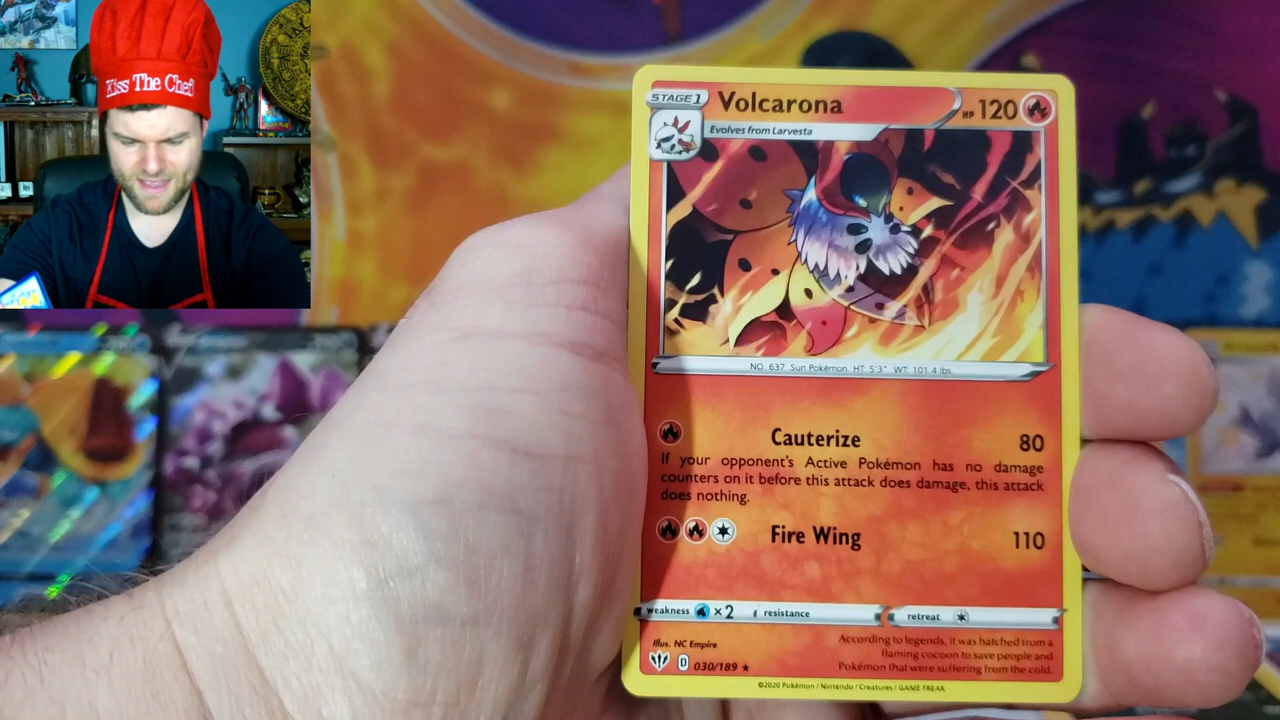 Kiss The Chef
STAGE 1
Volcarona
HP 120
Evolves from Larvesta
NO. 637 Sun Pokémon HT: 5'3" WT: 101.4 lbs.
Cauterize 80
If your opponent's Active Pokémon has no damage
counters on it before this attack does damage, this attack
does nothing.
Fire Wing 110
weakness ×2 resistance retreat
Illus. NC Empire
D 030/189 ★
According to legends, it was hatched from a
flaming cocoon to save people and
Pokémon that were suffering from the cold.
©2020 Pokémon / Nintendo / Creatures / GAME FREAK